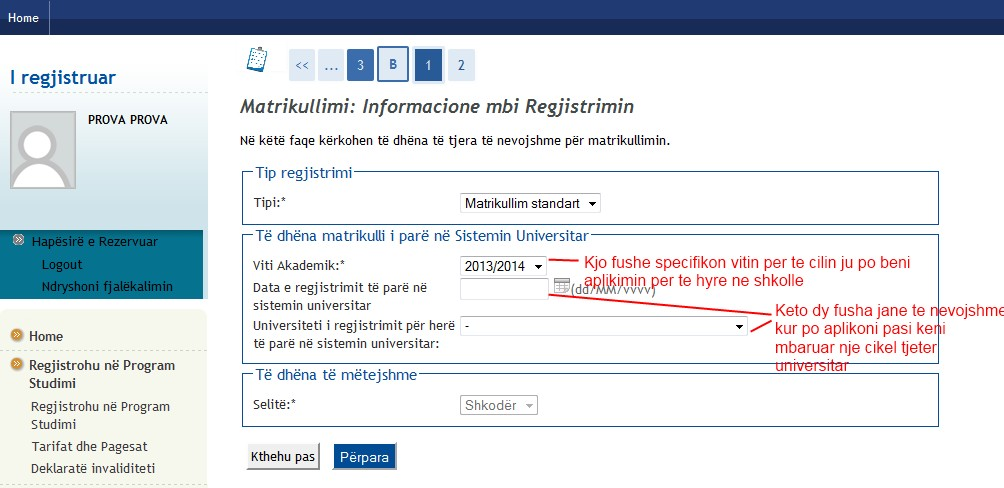 Home
I regjistruar
PROVA PROVA
Hapësirë e Rezervuar
Logout
Ndryshoni fjalëkalimin
Home
Regjistrohu në Program
Studimi
Regjistrohu në Program
Studimi
Tarifat dhe Pagesat
Deklaratë invaliditeti
<< ... 3 B 1 2
Matrikullimi: Informacione mbi Regjistrimin
Në këtë faqe kërkohen të dhëna të tjera të nevojshme për matrikullimin.
Tip regjistrimi
Tipi:* Matrikullim standart
Të dhëna matrikulli i parë në Sistemin Universitar
Viti Akademik:* 2013/2014
Kjo fushe specifikon vitin per te cilin ju po beni
aplikimin per te hyre ne shkolle
Data e regjistrimit të parë në
sistemin universitar
(dd/MM/yyyy)
Universiteti i regjistrimit për herë
të parë në sistemin universitar:
-
Keto dy fusha jane te nevojshme
kur po aplikoni pasi keni
mbaruar nje cikel tjeter
universitar
Të dhëna të mëtejshme
Selitë:* Shkodër
Kthehu pas Përpara